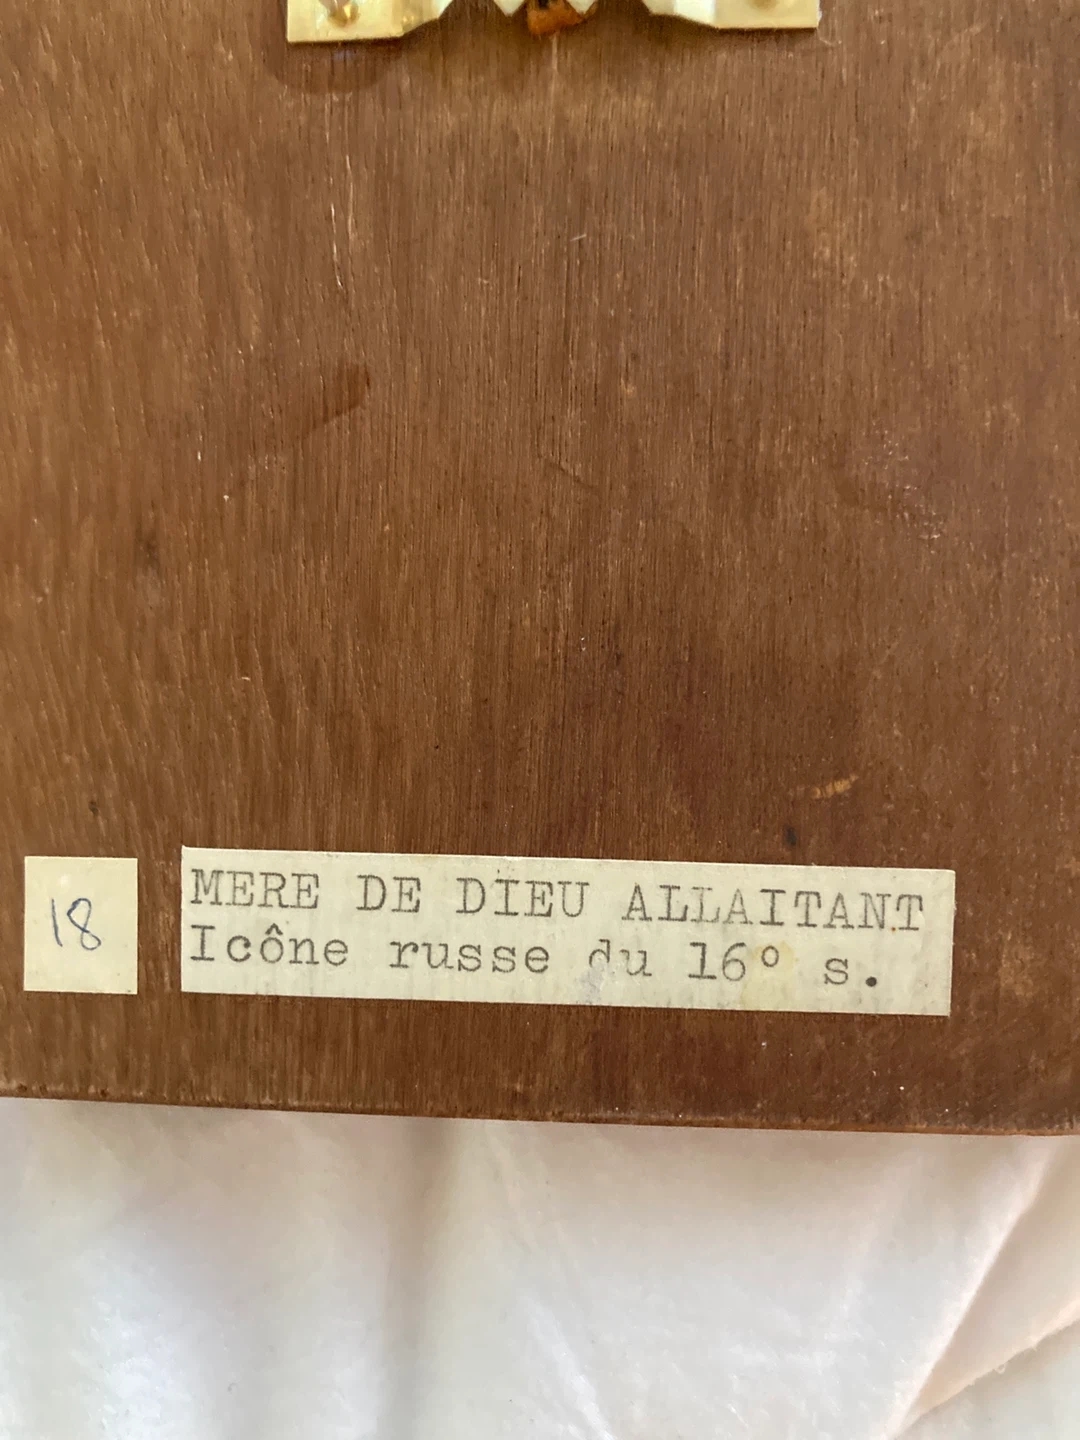 18
MERE DE DIEU ALLAITANT
Icône russe du 16° s.